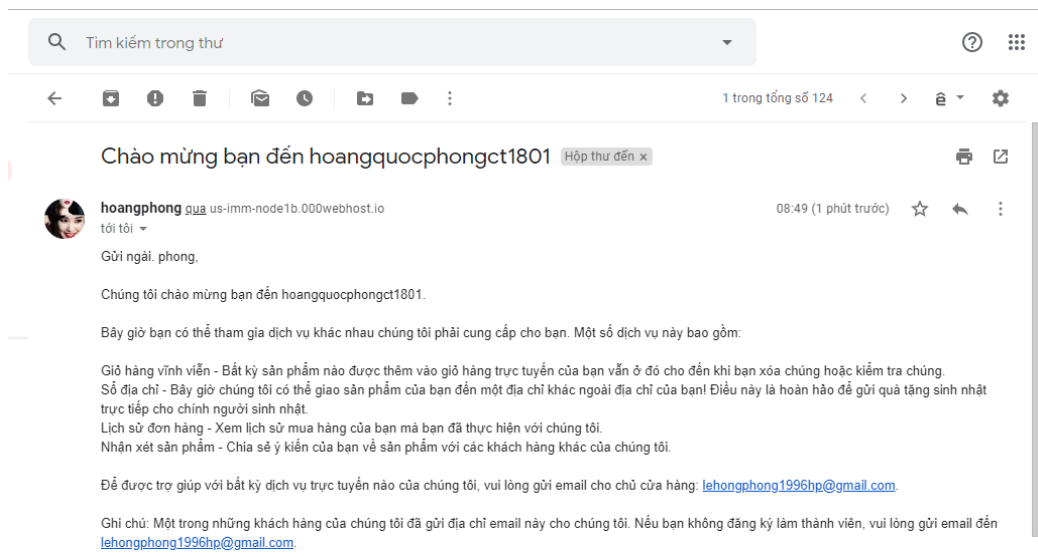 Tìm kiếm trong thư
1 trong tổng số 124
Chào mừng bạn đến hoangquocphongct1801 Hộp thư đến x
hoangphong qua us-imm-node1b.000webhost.io 08:49 (1 phút trước)
tới tôi
Gửi ngài. phong,
Chúng tôi chào mừng bạn đến hoangquocphongct1801.
Bây giờ bạn có thể tham gia dịch vụ khác nhau chúng tôi phải cung cấp cho bạn. Một số dịch vụ này bao gồm:
Giỏ hàng vĩnh viễn - Bất kỳ sản phẩm nào được thêm vào giỏ hàng trực tuyến của bạn vẫn ở đó cho đến khi bạn xóa chúng hoặc kiểm tra chúng.
Sổ địa chỉ - Bây giờ chúng tôi có thể giao sản phẩm của bạn đến một địa chỉ khác ngoài địa chỉ của bạn! Điều này là hoàn hảo để gửi quà tặng sinh nhật
trực tiếp cho chính người sinh nhật.
Lịch sử đơn hàng - Xem lịch sử mua hàng của bạn mà bạn đã thực hiện với chúng tôi.
Nhận xét sản phẩm - Chia sẻ ý kiến của bạn về sản phẩm với các khách hàng khác của chúng tôi.
Để được trợ giúp với bất kỳ dịch vụ trực tuyến nào của chúng tôi, vui lòng gửi email cho chủ cửa hàng: lehongphong1996hp@gmail.com.
Ghi chú: Một trong những khách hàng của chúng tôi đã gửi địa chỉ email này cho chúng tôi. Nếu bạn không đăng ký làm thành viên, vui lòng gửi email đến
lehongphong1996hp@gmail.com.